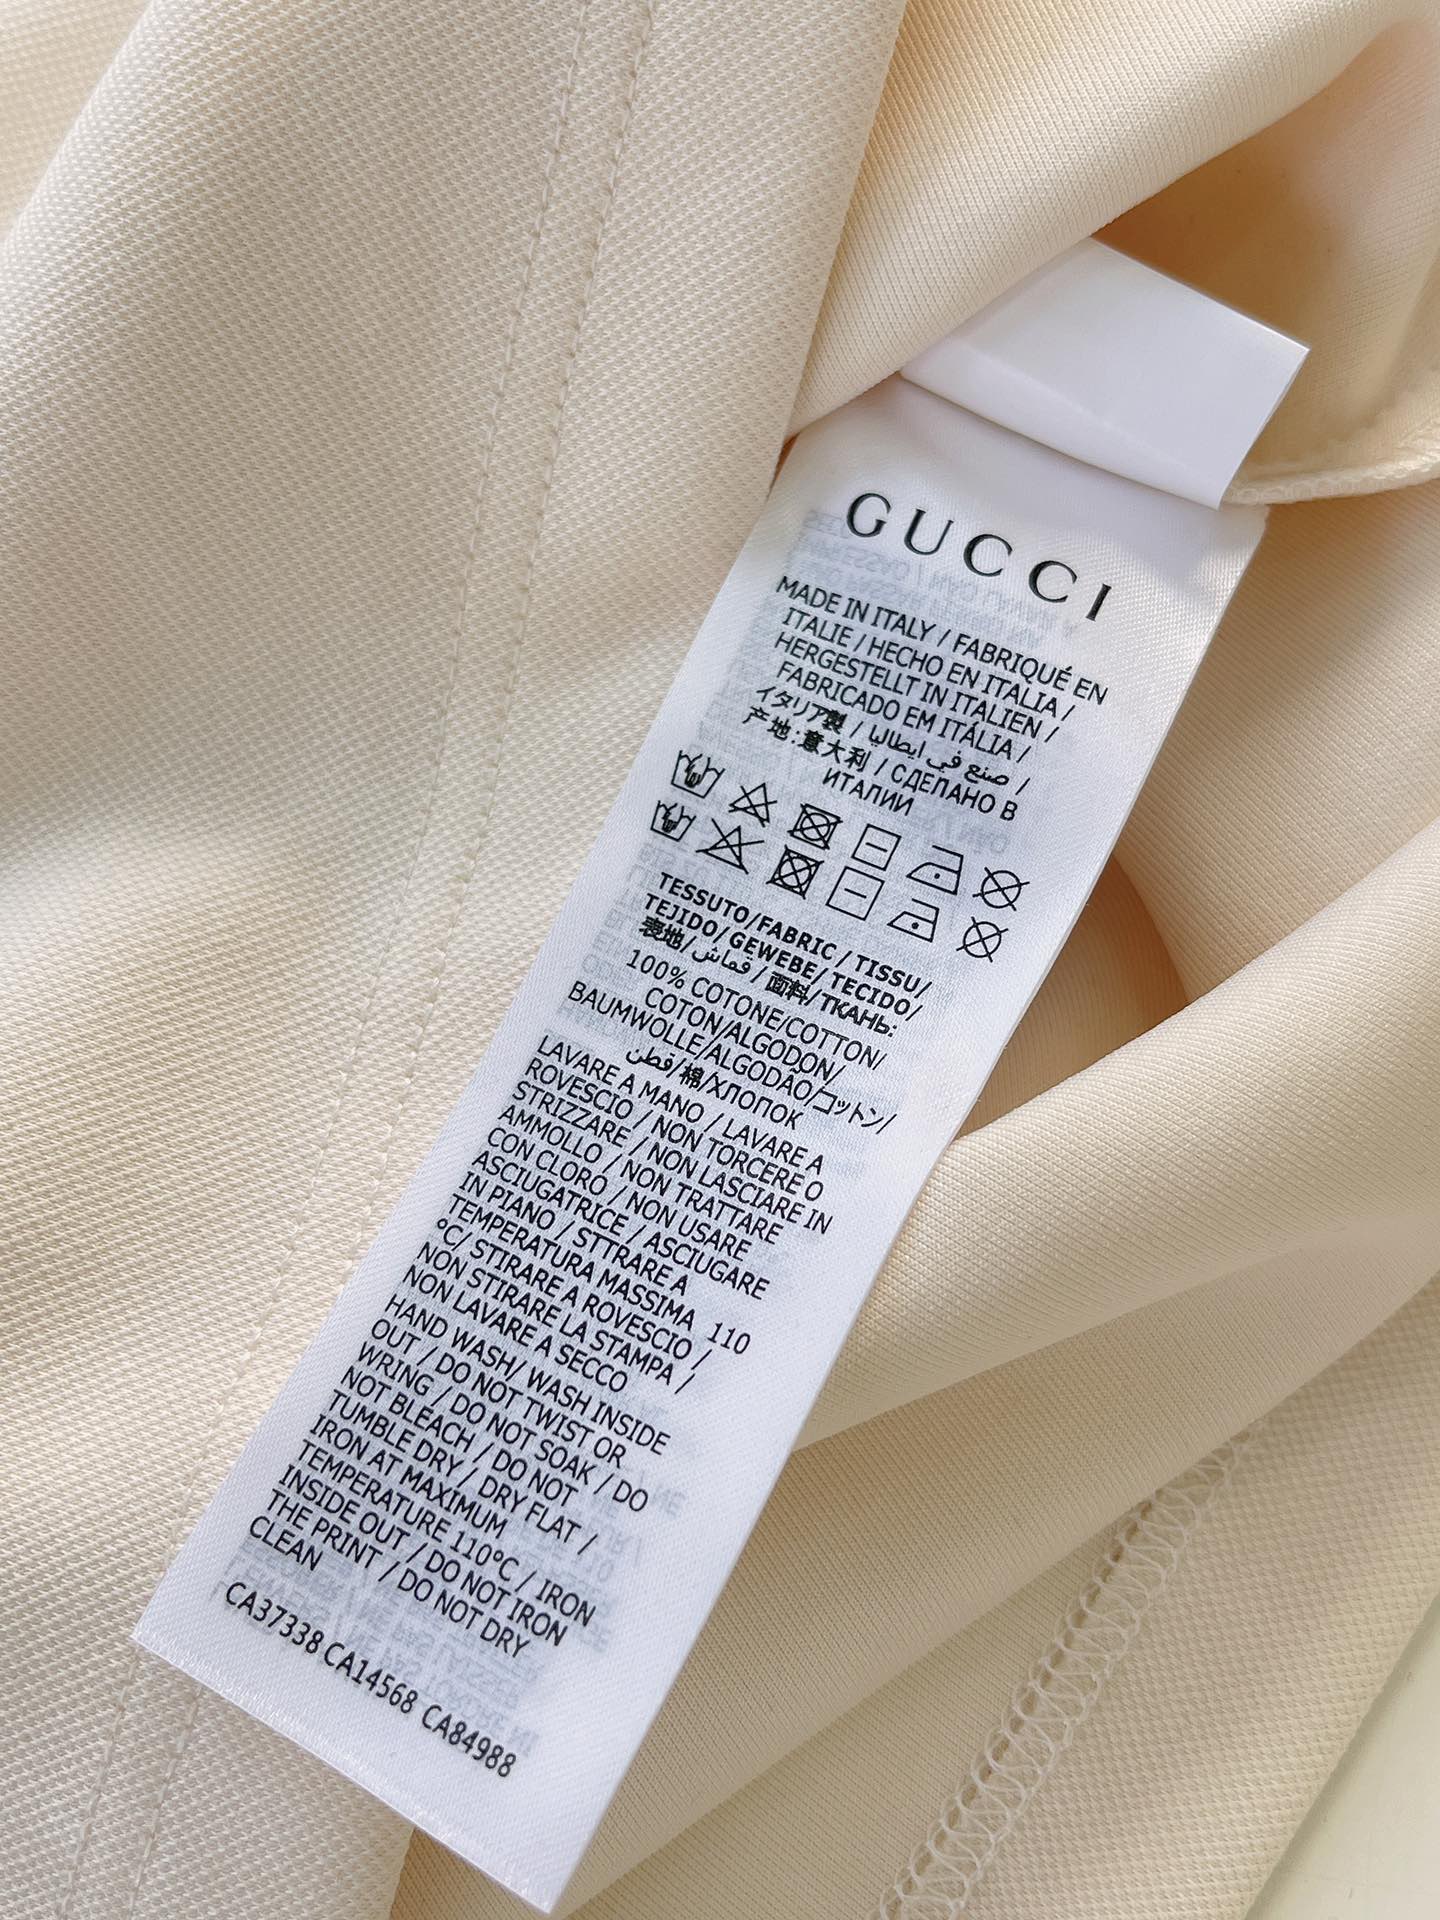 GUCCI
MADE IN ITALY / FABRIQUÉ EN
ITALIE / HECHO EN ITALIA /
HERGESTELLT IN ITALIEN /
FABRICADO EM ITÁLIA /
イタリア製 / صنع في ايطاليا /
产地:意大利 / СДЕЛАНО В
ИТАЛИИ
TESSUTO/FABRIC / TISSU/
TEJIDO/ GEWEBE/ TECIDO/
表地/ قماش / 面料/ТКАНЬ:
100% COTONE/COTTON/
COTON/ALGODON/
BAUMWOLLE/ALGODÃO/コットン/
قطن/棉/ХЛОПОК
LAVARE A MANO / LAVARE A
ROVESCIO / NON TORCERE O
STRIZZARE / NON LASCIARE IN
AMMOLLO / NON TRATTARE
CON CLORO / NON USARE
ASCIUGATRICE / ASCIUGARE
IN PIANO / STTRARE A
TEMPERATURA MASSIMA 110
°C/ STIRARE A ROVESCIO /
NON STIRARE LA STAMPA /
NON LAVARE A SECCO
HAND WASH/ WASH INSIDE
OUT / DO NOT TWIST OR
WRING / DO NOT SOAK / DO
NOT BLEACH / DO NOT
TUMBLE DRY / DRY FLAT /
IRON AT MAXIMUM
TEMPERATURE 110°C / IRON
INSIDE OUT / DO NOT IRON
THE PRINT / DO NOT DRY
CLEAN
CA37338 CA14568 CA84988